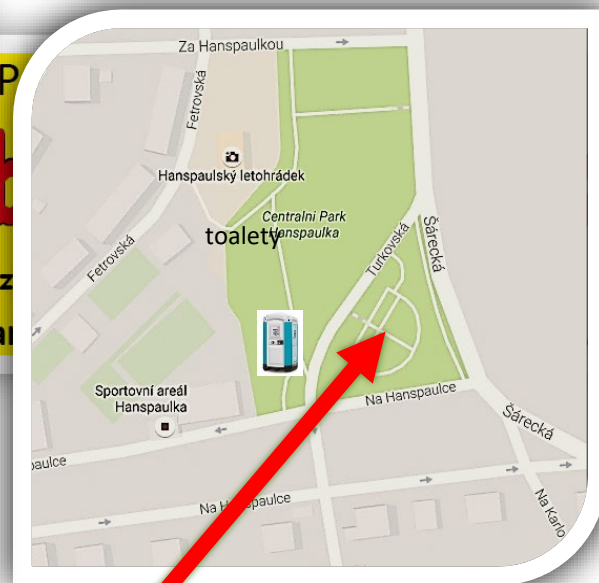 Za Hanspaulkou
Fetrovská
Hanspaulský letohrádek
Centralni Park
Hanspaulka
toalety
Turkovská
Šárecká
Fetrovská
Sportovní areál
Hanspaulka
Na Hanspaulce
Šárecká
paulce
Na Hanspaulce
Na Karlo